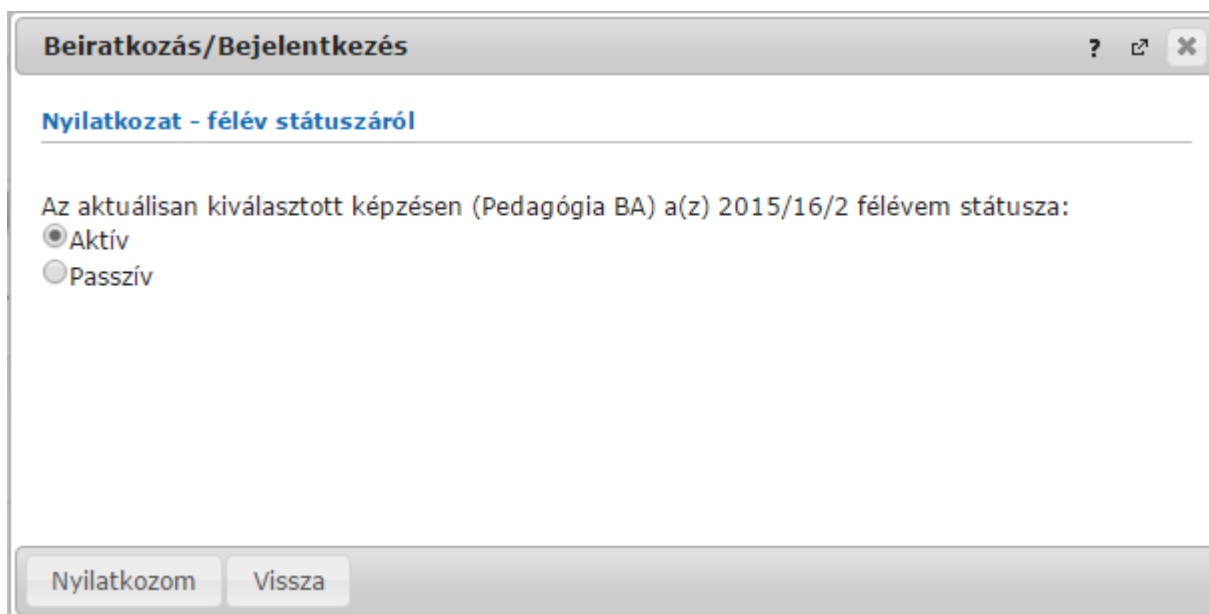 Beiratkozás/Bejelentkezés ?
Nyilatkozat - félév státuszáról
Az aktuálisan kiválasztott képzésen (Pedagógia BA) a(z) 2015/16/2 félévem státusza:
Aktív
Passzív
Nyilatkozom Vissza